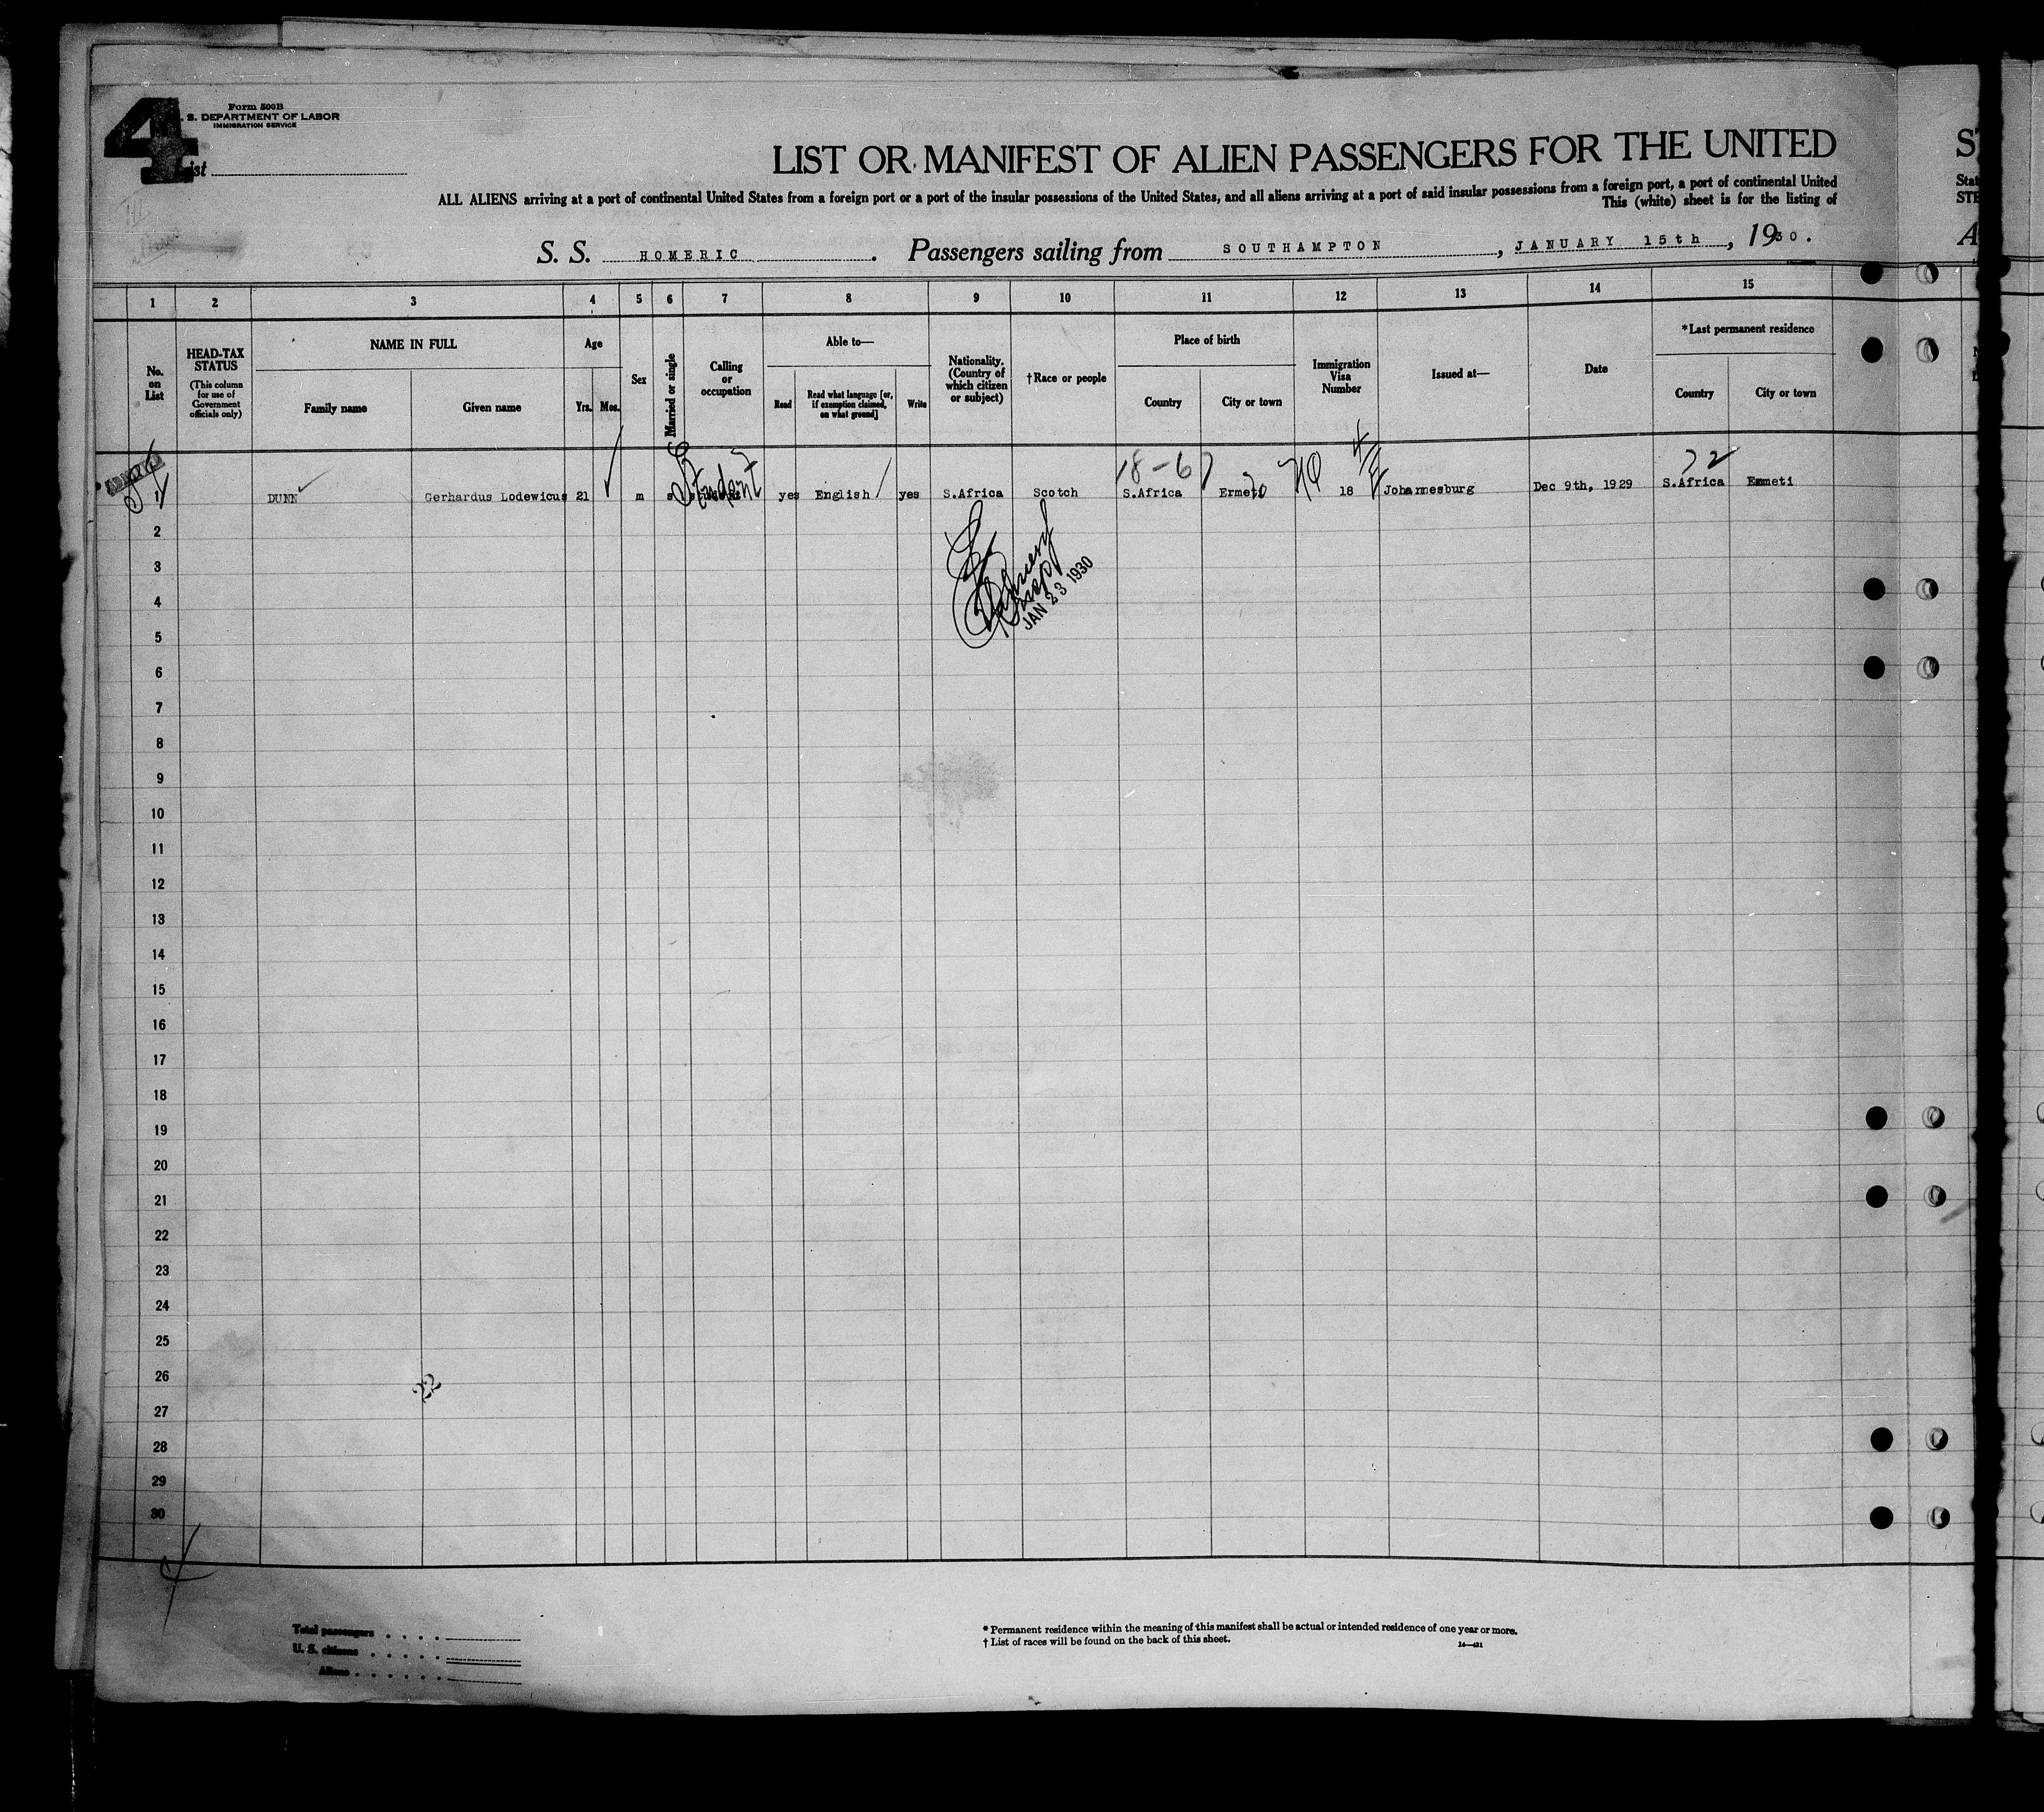 4
Form 500B
S. DEPARTMENT OF LABOR
IMMIGRATION SERVICE
ist
LIST OR MANIFEST OF ALIEN PASSENGERS FOR THE UNITED
ALL ALIENS arriving at a port of continental United States from a foreign port or a port of the insular possessions of the United States, and all aliens arriving at a port of said insular possessions from a foreign port, a port of continental United
This (white) sheet is for the listing of
S. S. HOMERIC. Passengers sailing from SOUTHAMPTON, JANUARY 15th, 1930.
1 2 3 4 5 6 7 8 9 10 11 12 13 14 15
No. on List
HEAD-TAX STATUS
(This column for use of Government officials only)
NAME IN FULL
Family name
Given name
Age
Yrs.
Mos.
Sex
Married or single
Calling or occupation
Able to—
Read
Read what language [or, if exemption claimed, on what ground]
Write
Nationality. (Country of which citizen or subject)
†Race or people
Place of birth
Country
City or town
Immigration Visa Number
Issued at—
Date
*Last permanent residence
Country
City or town
18-67
72
1 DUNN Gerhardus Lodewicus 21 m s Student yes English yes S.Africa Scotch S.Africa 18 Johannesburg Dec 9th, 1929 S.Africa Ermeti
2
3
JAN 23 1930
4
5
6
7
8
9
10
11
12
13
14
15
16
17
18
19
20
21
22
23
24
25
26
22
27
28
29
30
Total passengers
U. S. citizens
Aliens
* Permanent residence within the meaning of this manifest shall be actual or intended residence of one year or more.
† List of races will be found on the back of this sheet.
14—421